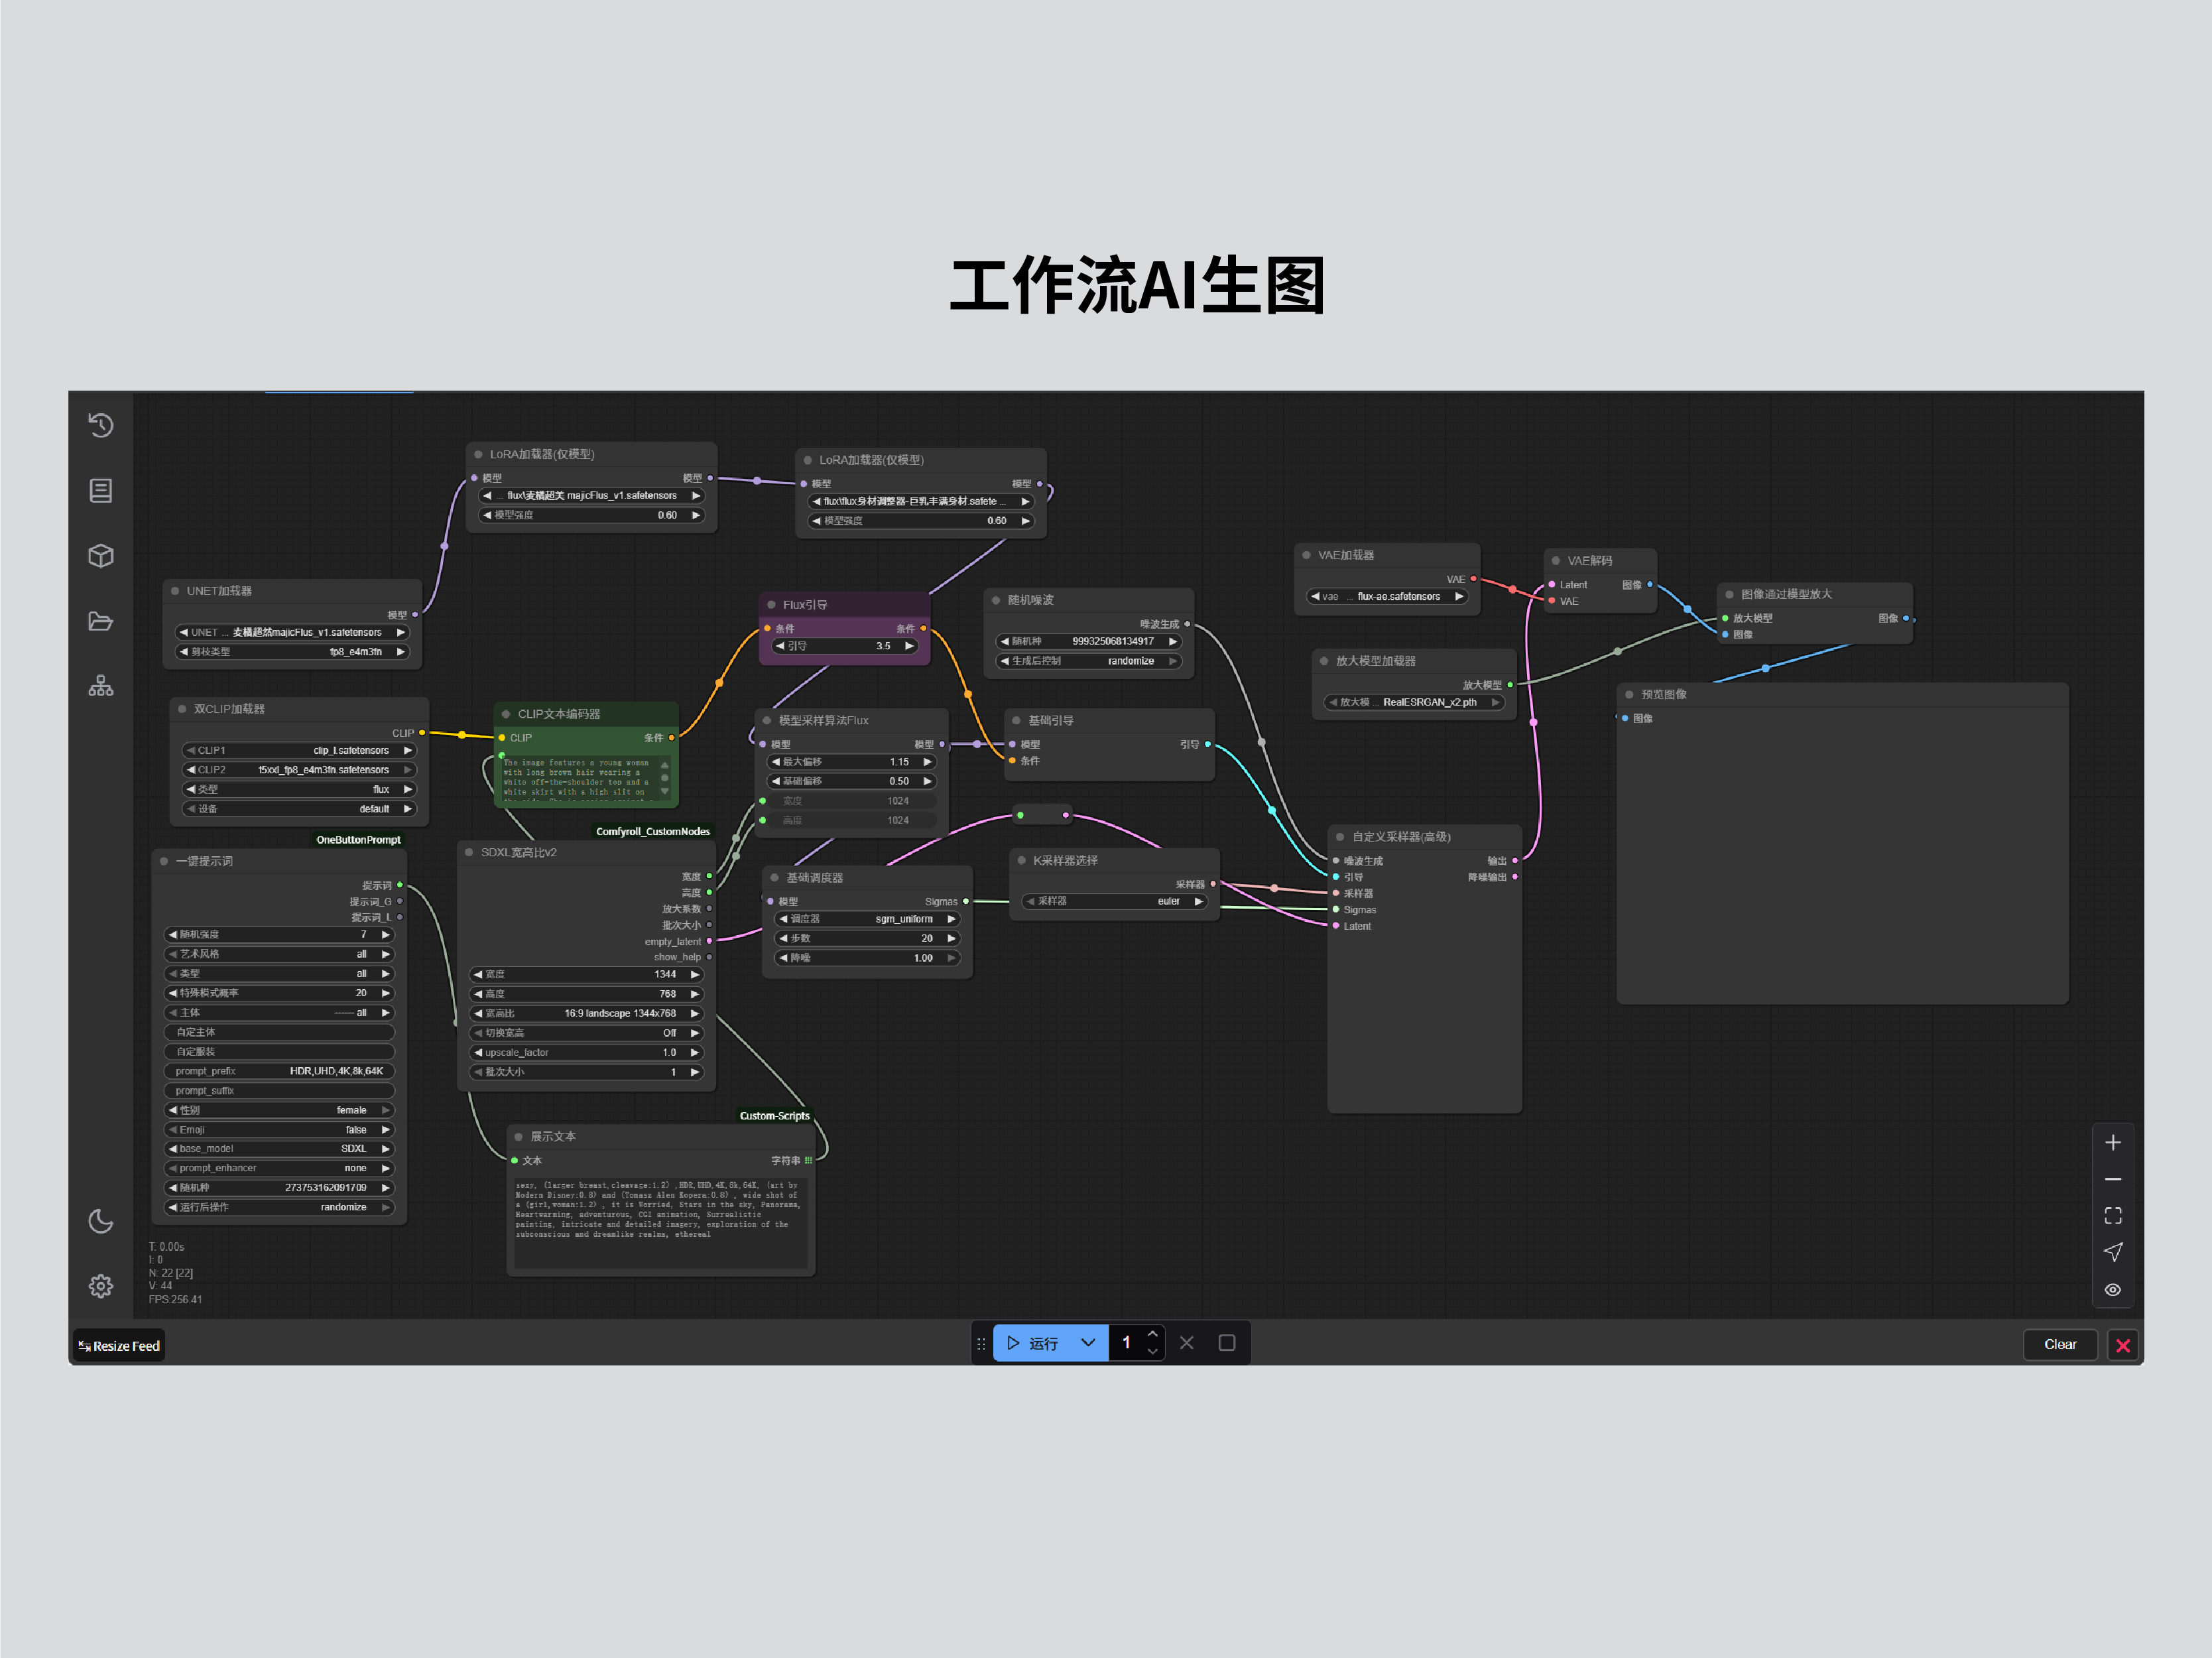 工作流AI生图
LoRA加载器(仅模型)
模型 模型
... flux\麦橘超美 majicFlus_v1.safetensors
模型强度 0.60
LoRA加载器(仅模型)
模型 模型
flux\flux身材调整器-巨乳丰满身材.safete ...
模型强度 0.60
UNET加载器
模型
UNET ... 麦橘超然majicFlus_v1.safetensors
剪枝类型 fp8_e4m3fn
Flux引导
条件 条件
引导 3.5
随机噪波
噪波生成
随机种 999325068134917
生成后控制 randomize
VAE加载器
VAE
vae ... flux-ae.safetensors
VAE解码
Latent 图像
VAE
图像通过模型放大
放大模型 图像
图像
放大模型加载器
放大模型
放大模 ... RealESRGAN_x2.pth
预览图像
图像
双CLIP加载器
CLIP
CLIP1 clip_l.safetensors
CLIP2 t5xxl_fp8_e4m3fn.safetensors
类型 flux
设备 default
CLIP文本编码器
CLIP 条件
The image features a young woman
with long brown hair wearing a
white off-the-shoulder top and a
white skirt with a high slit on
模型采样算法Flux
模型 模型
最大偏移 1.15
基础偏移 0.50
宽度 1024
高度 1024
基础引导
模型 引导
条件
OneButtonPrompt
一键提示词
提示词
提示词_G
提示词_L
随机强度 7
艺术风格 all
类型 all
特殊模式概率 20
主体 ------ all
自定主体
自定服装
prompt_prefix HDR,UHD,4K,8k,64K
prompt_suffix
性别 female
Emoji false
base_model SDXL
prompt_enhancer none
随机种 273753162091709
运行后操作 randomize
Comfyroll_CustomNodes
SDXL宽高比v2
宽度
高度
放大系数
批次大小
empty_latent
show_help
宽度 1344
高度 768
宽高比 16:9 landscape 1344x768
切换宽高 Off
upscale_factor 1.0
批次大小 1
基础调度器
模型 Sigmas
调度器 sgm_uniform
步数 20
降噪 1.00
K采样器选择
采样器
采样器 euler
自定义采样器(高级)
噪波生成 输出
引导 降噪输出
采样器
Sigmas
Latent
Custom-Scripts
展示文本
文本 字符串
sexy, (larger breast,cleavage:1.2) ,HDR,UHD,4K,8k,64K, (art by
Modern Disney:0.8) and (Tomasz Alen Kopera:0.8) , wide shot of
a (girl,woman:1.2) , it is Worried, Stars in the sky, Panorama,
Heartwarming, adventurous, CGI animation, Surrealistic
painting, intricate and detailed imagery, exploration of the
subconscious and dreamlike realms, ethereal
T: 0.00s
I: 0
N: 22 [22]
V: 44
FPS:256.41
Resize Feed
运行
1
Clear